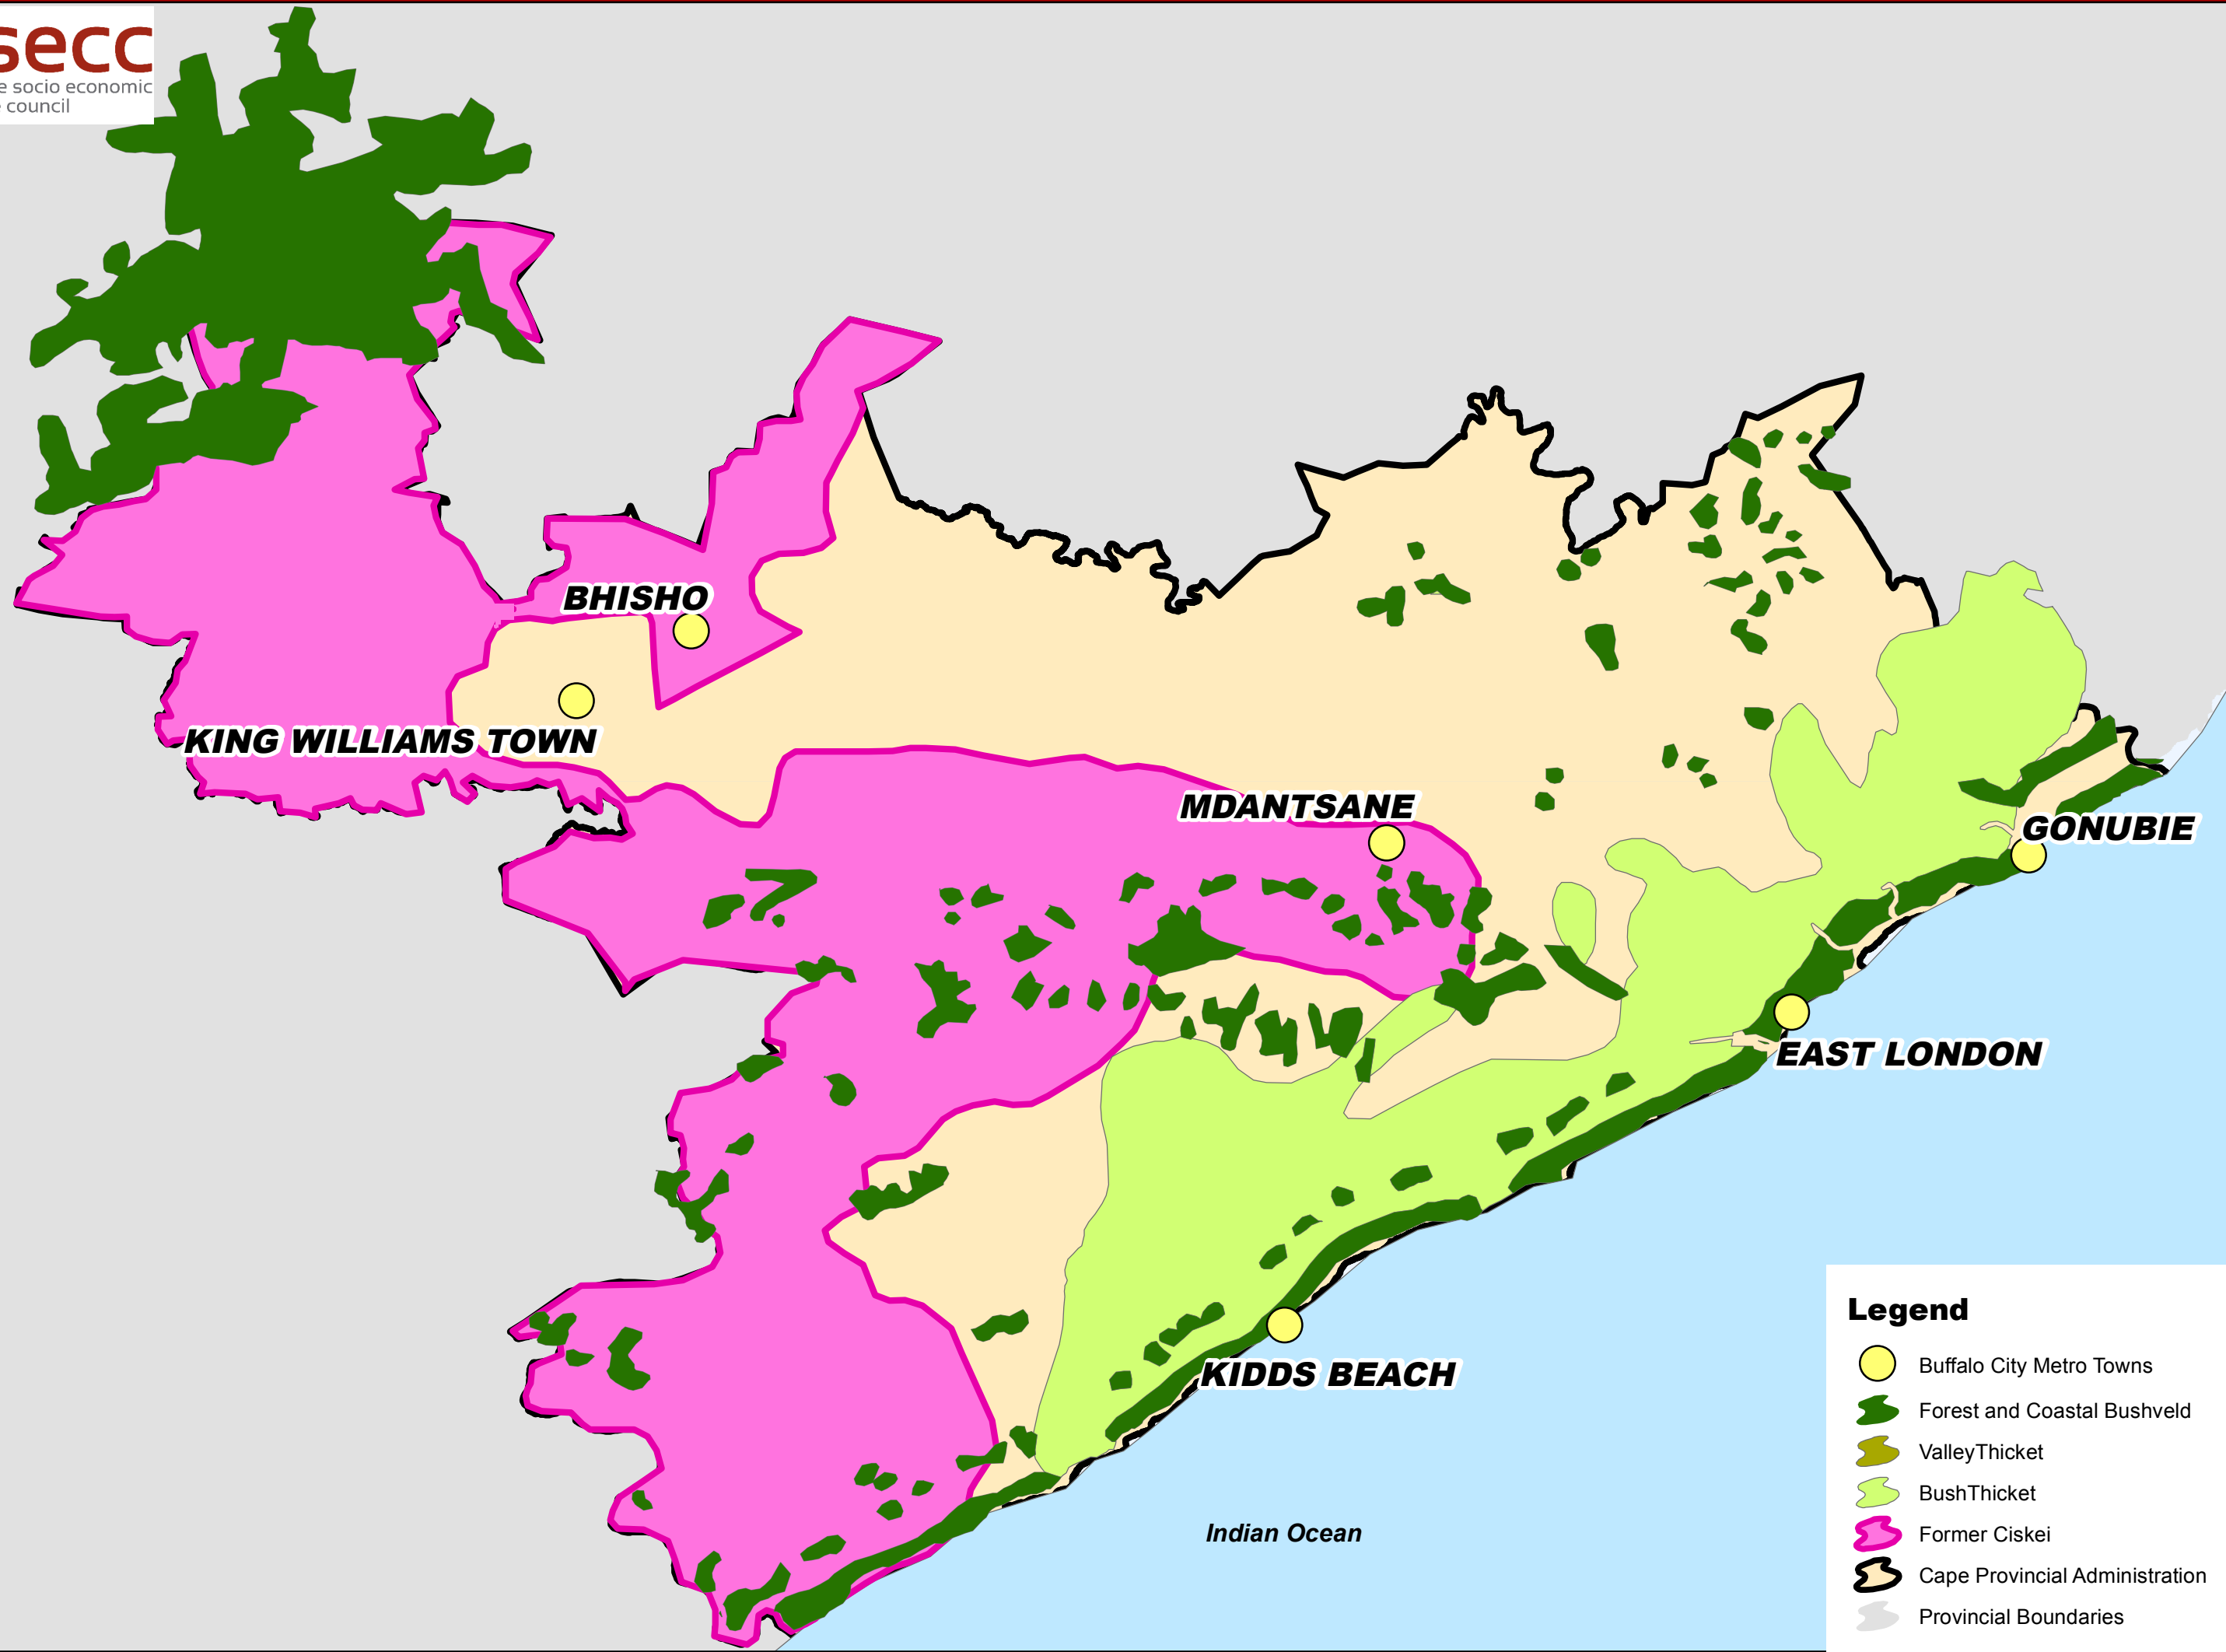 secc
e socio economic
council
BHISHO
KING WILLIAMS TOWN
MDANTSANE
GONUBIE
EAST LONDON
KIDDS BEACH
Indian Ocean
Legend
Buffalo City Metro Towns
Forest and Coastal Bushveld
ValleyThicket
BushThicket
Former Ciskei
Cape Provincial Administration
Provincial Boundaries